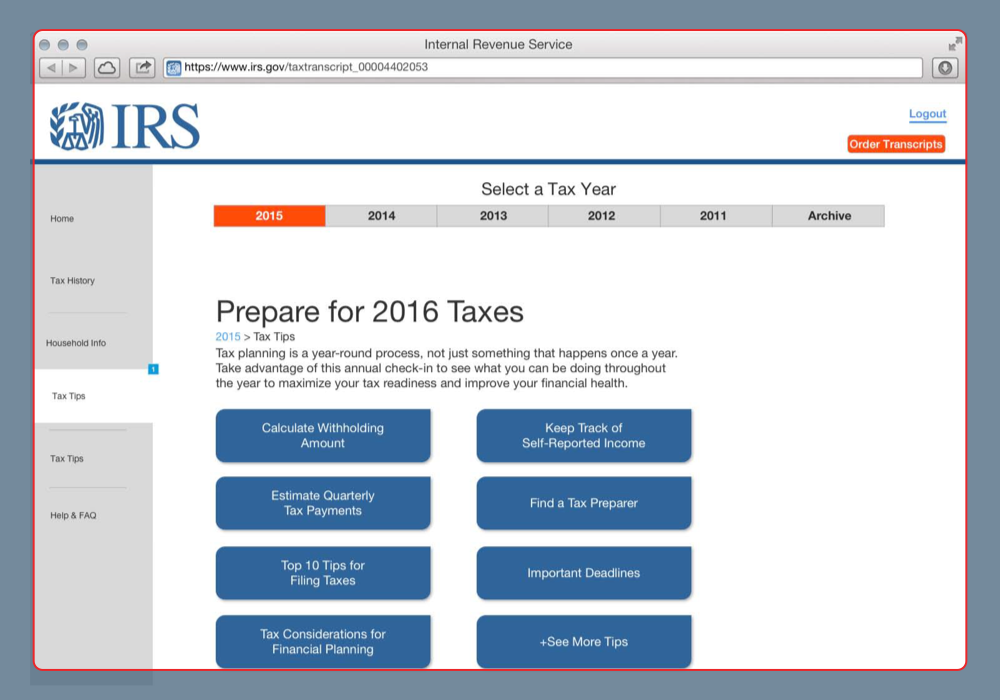 Internal Revenue Service
https://www.irs.gov/taxtranscript_00004402053
IRS
Logout
Order Transcripts
Select a Tax Year
2015 2014 2013 2012 2011 Archive
Home
Tax History
Household Info
1
Tax Tips
Tax Tips
Help & FAQ
Prepare for 2016 Taxes
2015 > Tax Tips
Tax planning is a year-round process, not just something that happens once a year.
Take advantage of this annual check-in to see what you can be doing throughout
the year to maximize your tax readiness and improve your financial health.
Calculate Withholding
Amount
Keep Track of
Self-Reported Income
Estimate Quarterly
Tax Payments
Find a Tax Preparer
Top 10 Tips for
Filing Taxes
Important Deadlines
Tax Considerations for
Financial Planning
+See More Tips